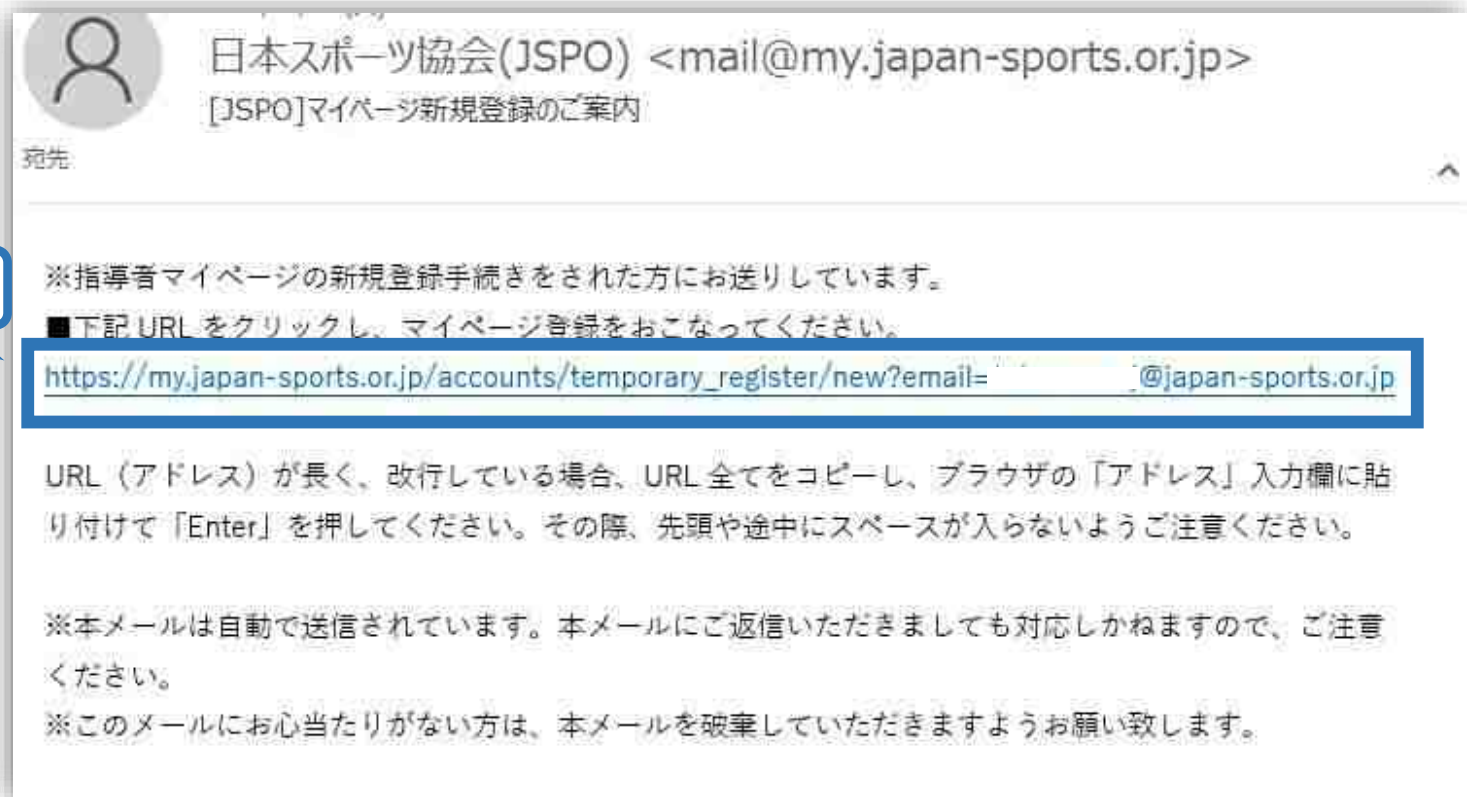 日本スポーツ協会(JSPO) <mail@my.japan-sports.or.jp>
[JSPO]マイページ新規登録のご案内
宛先
※指導者マイページの新規登録手続きをされた方にお送りしています。
■下記 URL をクリックし、マイページ登録をおこなってください。
https://my.japan-sports.or.jp/accounts/temporary_register/new?email= @japan-sports.or.jp
URL（アドレス）が長く、改行している場合、URL 全てをコピーし、ブラウザの「アドレス」入力欄に貼
り付けて「Enter」を押してください。その際、先頭や途中にスペースが入らないようご注意ください。
※本メールは自動で送信されています。本メールにご返信いただきましても対応しかねますので、ご注意
ください。
※このメールにお心当たりがない方は、本メールを破棄していただきますようお願い致します。